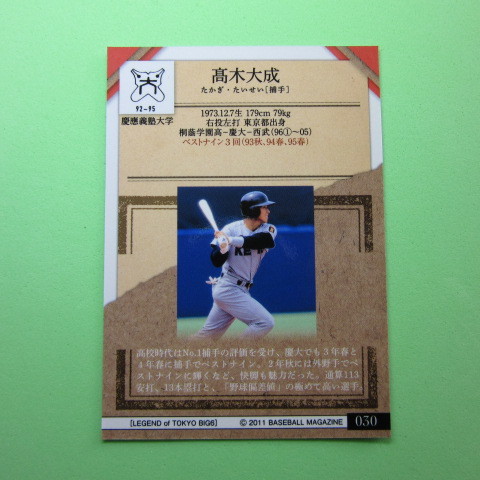 大
92-95
慶應義塾大学
髙木大成
たかぎ・たいせい[捕手]
1973.12.7生 179cm 79kg
右投左打 東京都出身
桐蔭学園高－慶大－西武(96①〜05)
ベストナイン3回(93秋、94春、95春)
KEIO
高校時代はNo.1捕手の評価を受け、慶大でも3年春と
4年春に捕手でベストナイン。2年秋には外野手でベ
ストナインに輝くなど、快脚も魅力だった。通算113
安打、13本塁打と、「野球偏差値」の極めて高い選手
[LEGEND of TOKYO BIG6]
© 2011 BASEBALL MAGAZINE
030